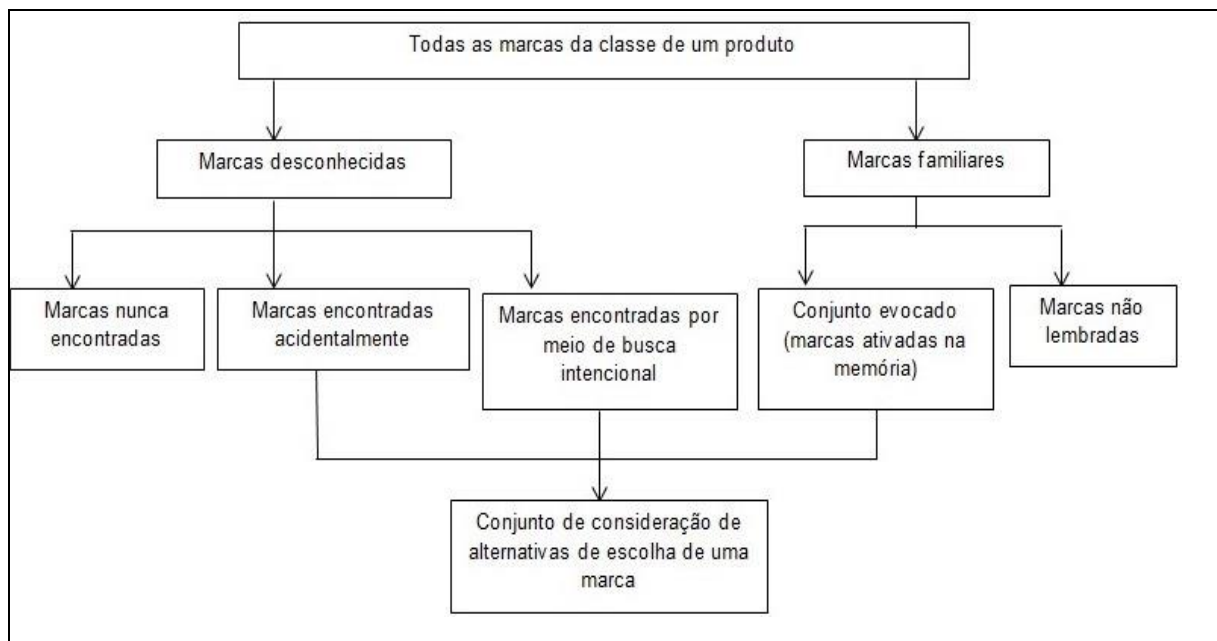 Todas as marcas da classe de um produto
Marcas desconhecidas
Marcas familiares
Marcas nunca
encontradas
Marcas encontradas
acidentalmente
Marcas encontradas por
meio de busca
intencional
Conjunto evocado
(marcas ativadas na
memória)
Marcas não
lembradas
Conjunto de consideração de
alternativas de escolha de uma
marca